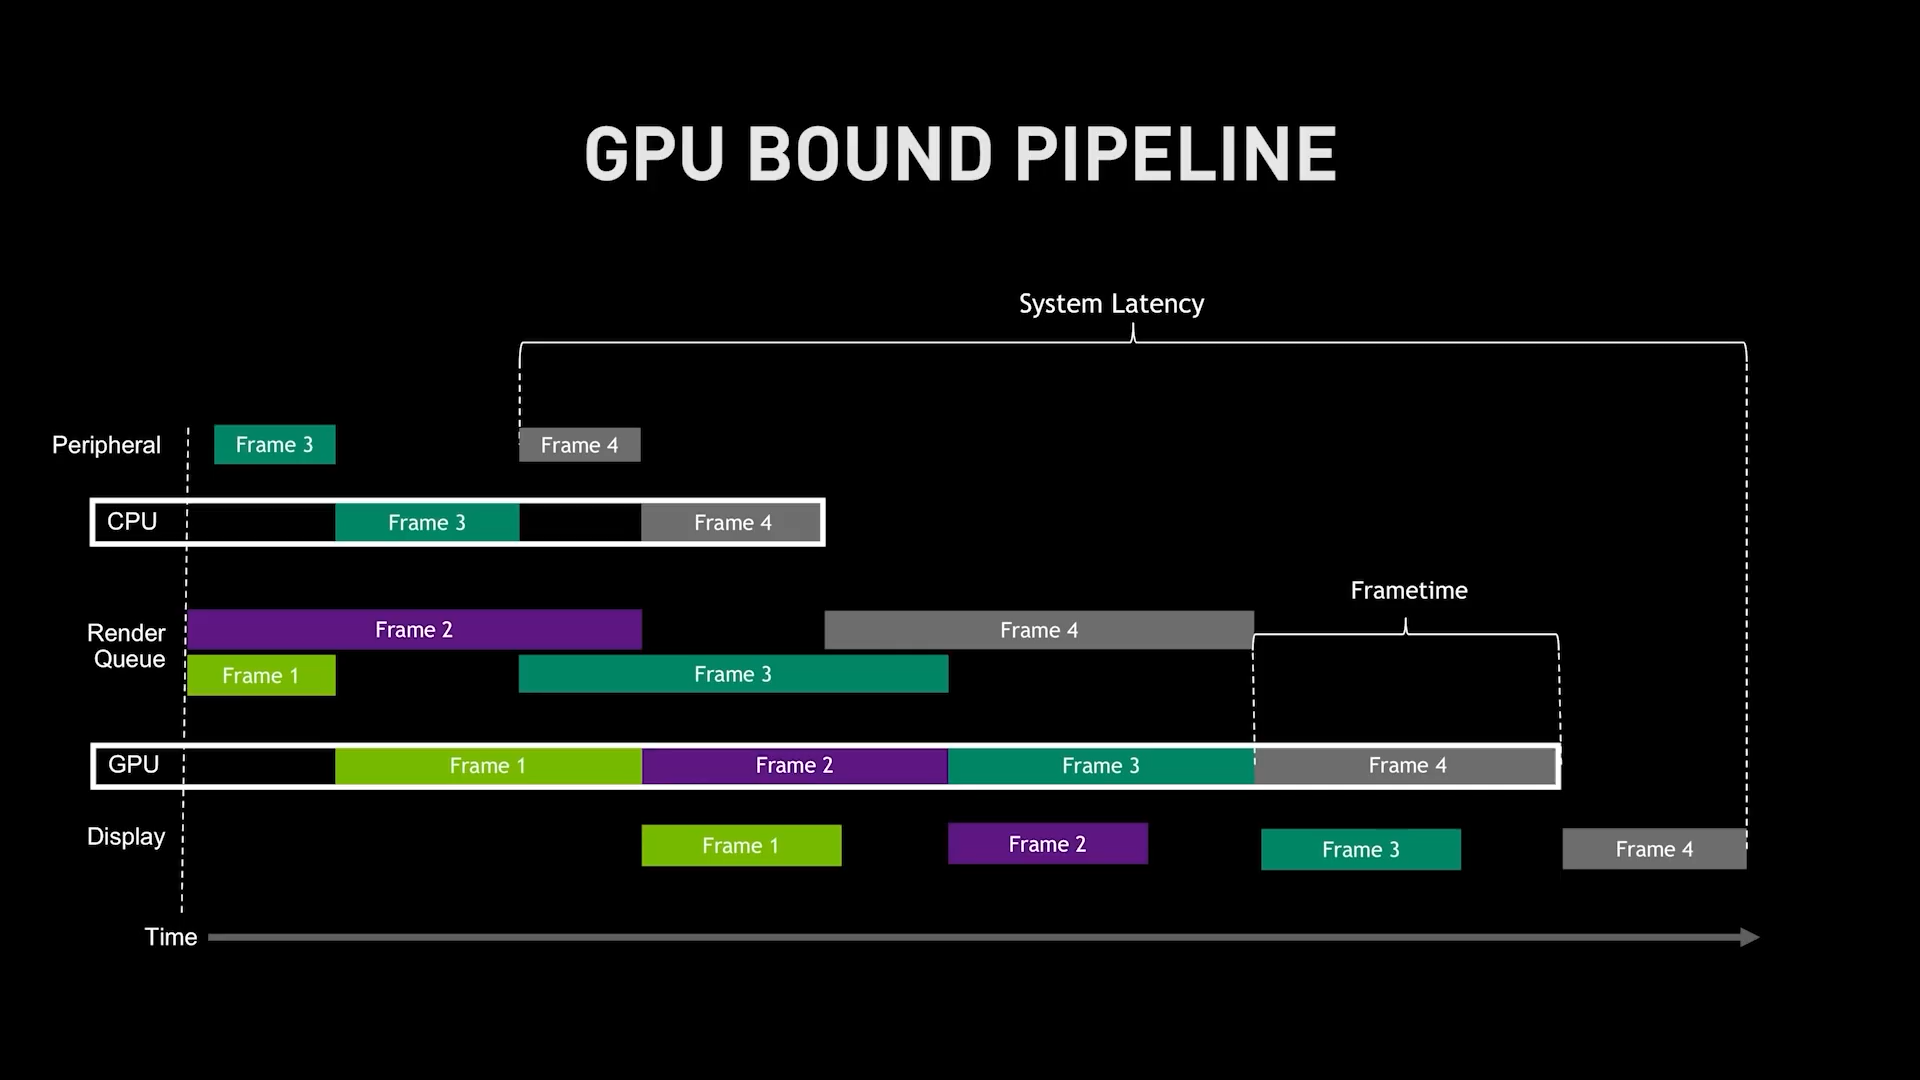 GPU BOUND PIPELINE
System Latency
Peripheral
Frame 3
Frame 4
CPU
Frame 3
Frame 4
Frametime
Render
Queue
Frame 2
Frame 4
Frame 1
Frame 3
GPU
Frame 1
Frame 2
Frame 3
Frame 4
Display
Frame 1
Frame 2
Frame 3
Frame 4
Time